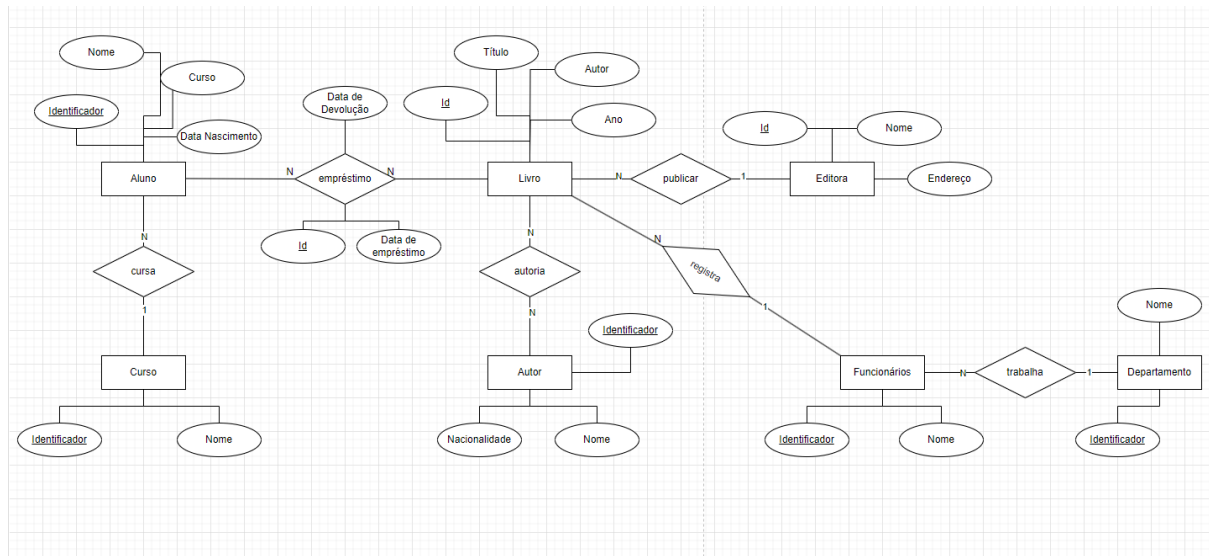 Nome
Título
Autor
Curso
Data de
Devolução
Identificador
Id
Ano
Data Nascimento
Id
Nome
N
N
N
1
Aluno
empréstimo
Livro
publicar
Editora
Endereço
Id
Data de
empréstimo
N
N
N
cursa
autoria
registra
1
N
1
Identificador
Nome
Curso
Autor
Funcionários
N
trabalha
1
Departamento
Identificador
Nome
Nacionalidade
Nome
Identificador
Nome
Identificador